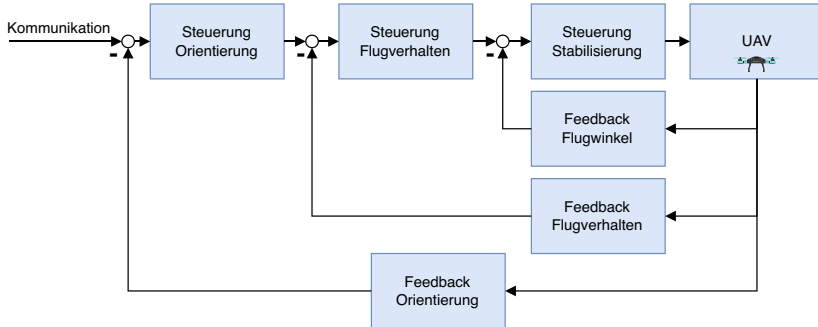 Kommunikation
-
Steuerung
Orientierung
-
Steuerung
Flugverhalten
-
Steuerung
Stabilisierung
UAV
Feedback
Flugwinkel
Feedback
Flugverhalten
Feedback
Orientierung